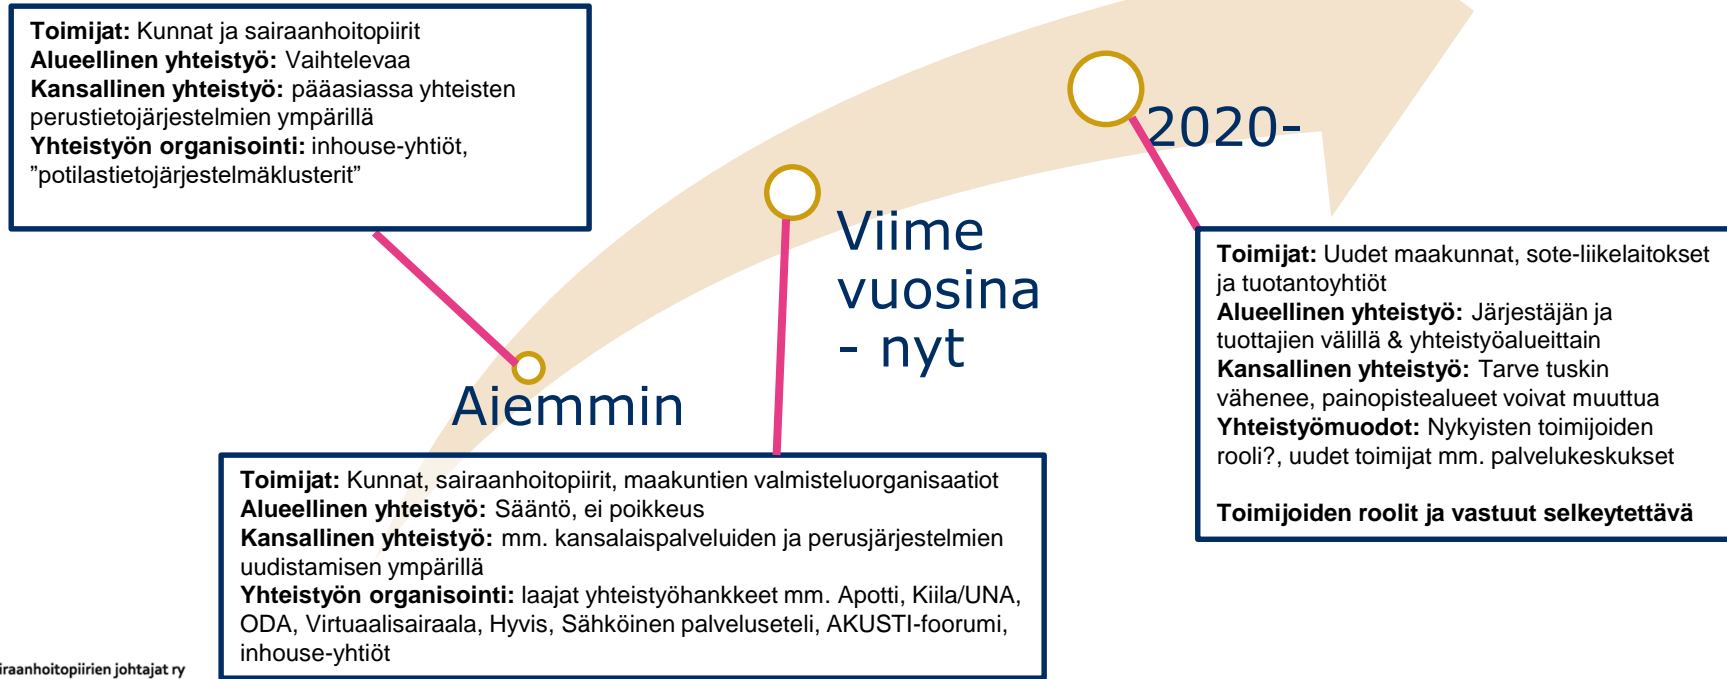 Toimijat: Kunnat ja sairaanhoitopiirit
Alueellinen yhteistyö: Vaihtelevaa
Kansallinen yhteistyö: pääasiassa yhteisten
perustietojärjestelmien ympärillä
Yhteistyön organisointi: inhouse-yhtiöt,
”potilastietojärjestelmäklusterit”
Aiemmin
Viime
vuosina
- nyt
2020-
Toimijat: Kunnat, sairaanhoitopiirit, maakuntien valmisteluorganisaatiot
Alueellinen yhteistyö: Sääntö, ei poikkeus
Kansallinen yhteistyö: mm. kansalaispalveluiden ja perusjärjestelmien
uudistamisen ympärillä
Yhteistyön organisointi: laajat yhteistyöhankkeet mm. Apotti, Kiila/UNA,
ODA, Virtuaalisairaala, Hyvis, Sähköinen palveluseteli, AKUSTI-foorumi,
inhouse-yhtiöt
Toimijat: Uudet maakunnat, sote-liikelaitokset
ja tuotantoyhtiöt
Alueellinen yhteistyö: Järjestäjän ja
tuottajien välillä & yhteistyöalueittain
Kansallinen yhteistyö: Tarve tuskin
vähenee, painopistealueet voivat muuttua
Yhteistyömuodot: Nykyisten toimijoiden
rooli?, uudet toimijat mm. palvelukeskukset
Toimijoiden roolit ja vastuut selkeytettävä
iraanhoitopiirien johtajat ry